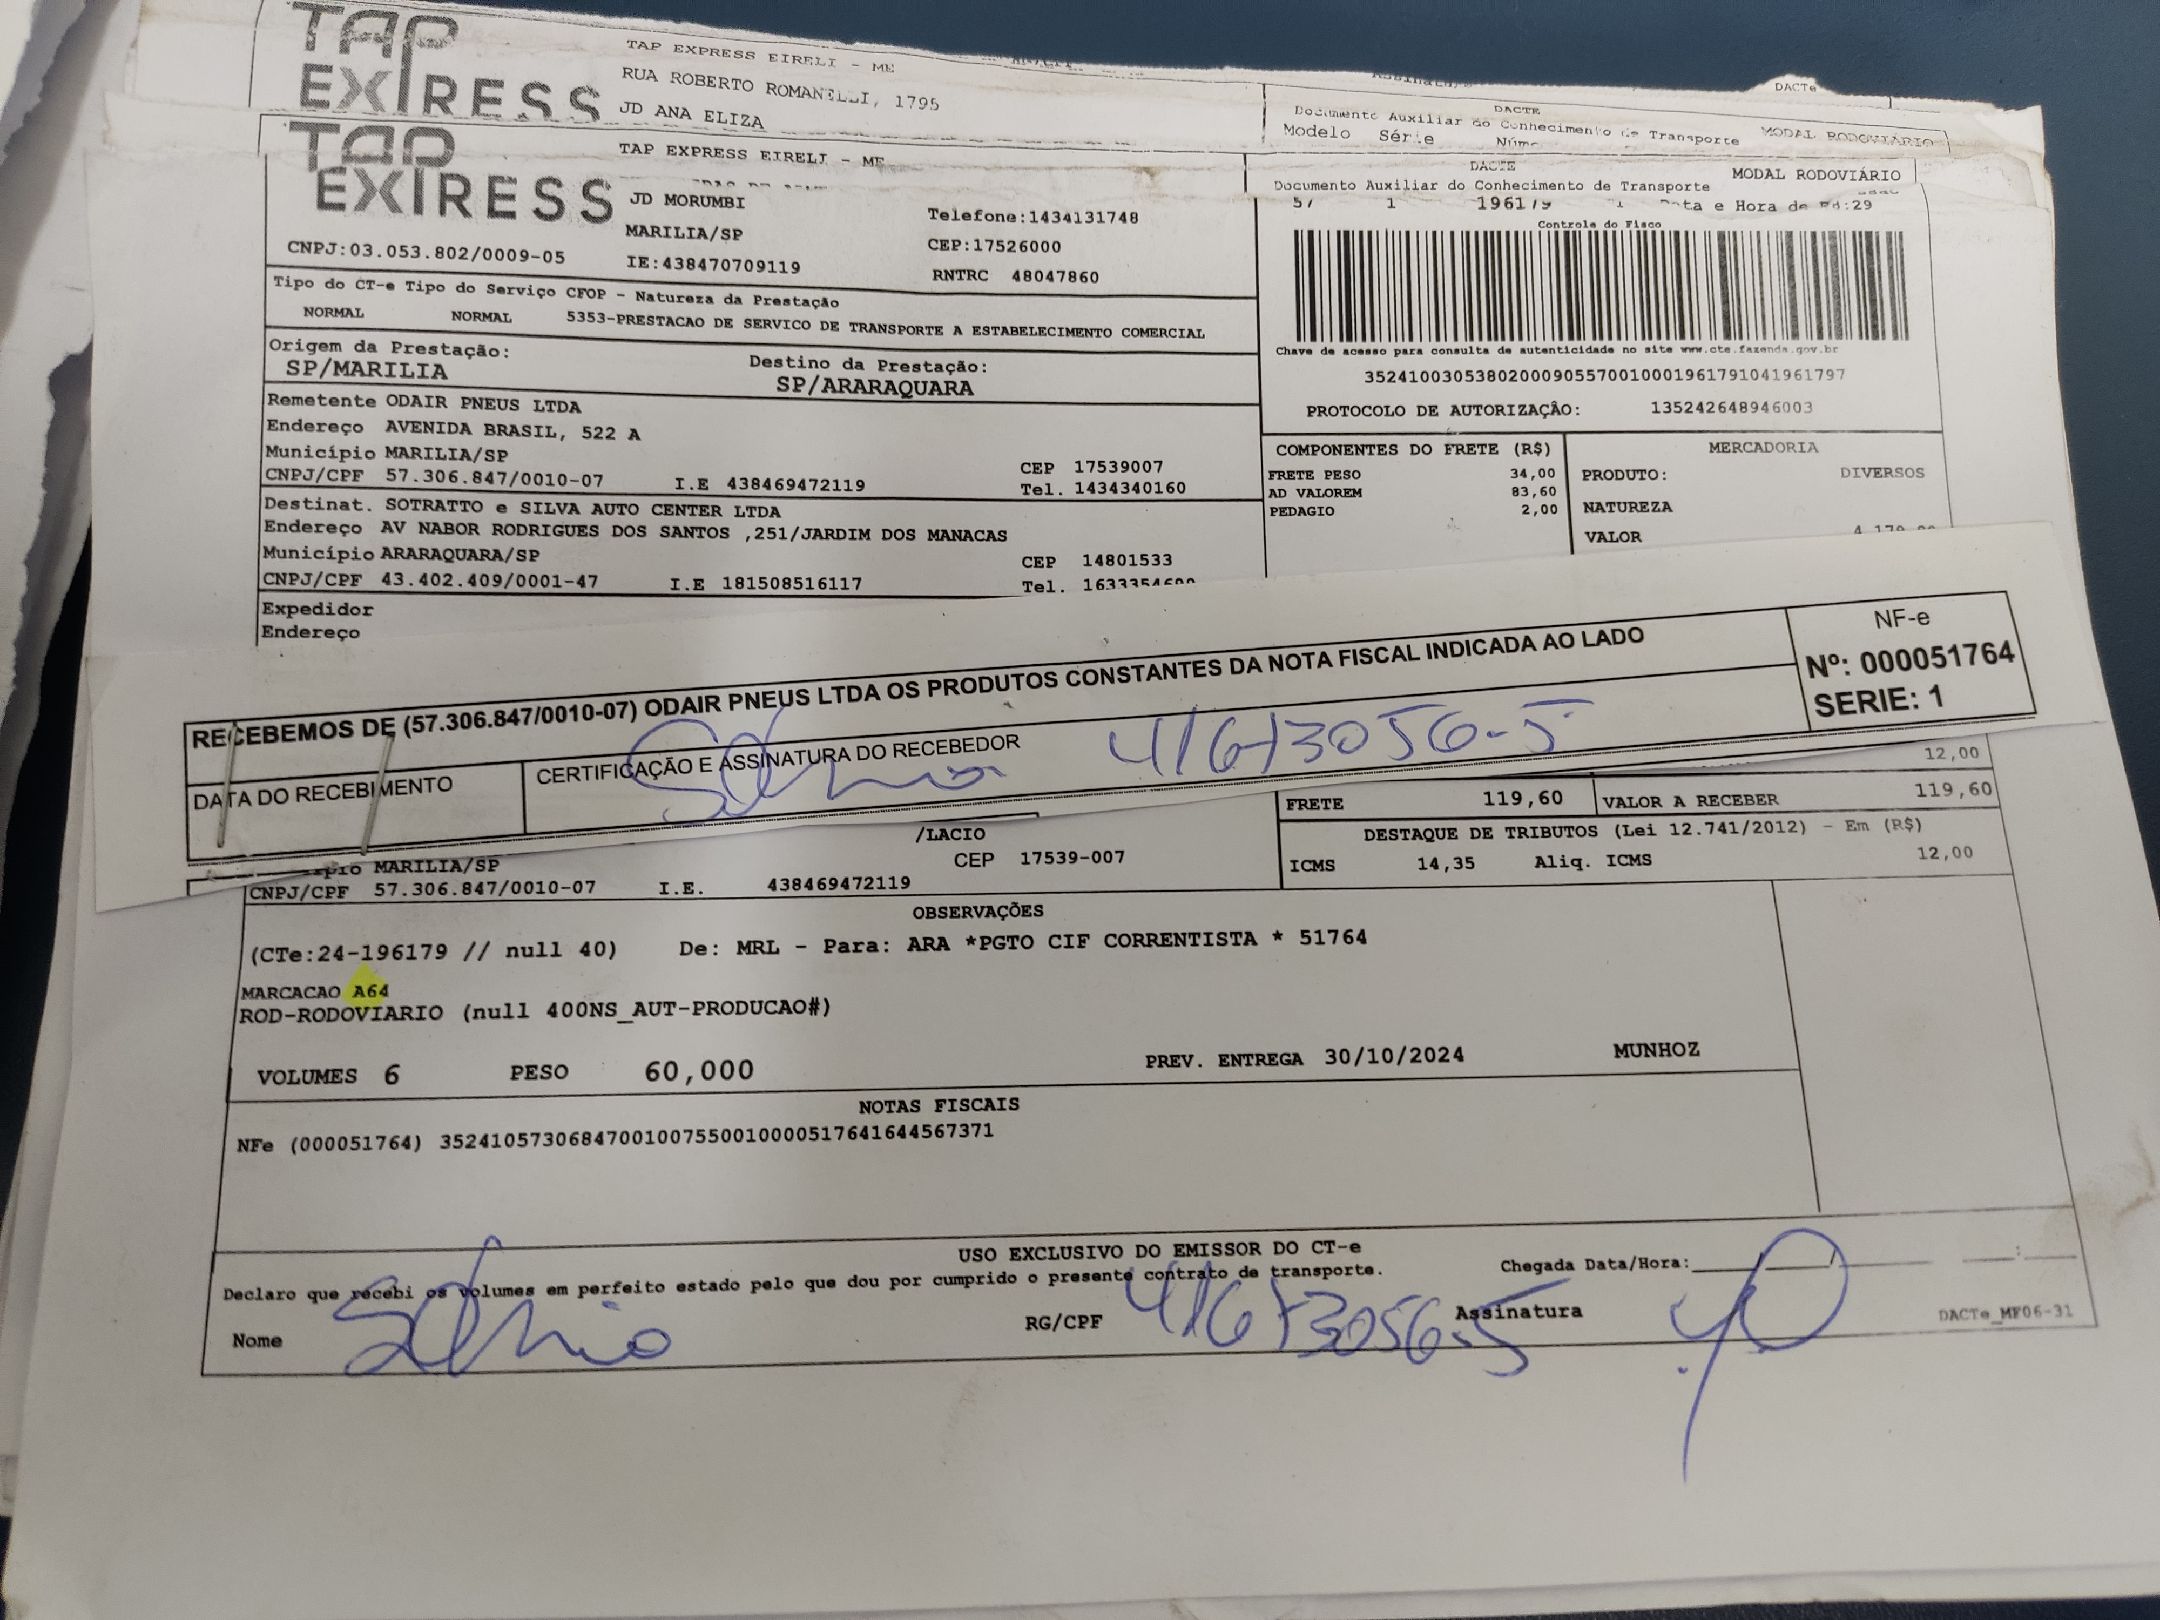 TAP EXPRESS
TAP EXPRESS EIRELI - ME
RUA ROBERTO ROMANELLI, 1795
JD ANA ELIZA
DACTe
DACTE
Documento Auxiliar do Conhecimento de Transporte
MODAL RODOVIÁRIO
Modelo Série
TAP EXPRESS
TAP EXPRESS EIRELI - ME
JD MORUMBI
Telefone:1434131748
MARILIA/SP
CEP:17526000
CNPJ:03.053.802/0009-05
IE:438470709119
RNTRC 48047860
DACTE
MODAL RODOVIÁRIO
Documento Auxiliar do Conhecimento de Transporte
57 1 196179
Controle do Fisco
Chave de acesso para consulta de autenticidade no site www.cte.fazenda.gov.br
35241003053802000905570010001961791041961797
PROTOCOLO DE AUTORIZAÇÂO: 135242648946003
Tipo do CT-e Tipo do Serviço CFOP - Natureza da Prestação
NORMAL NORMAL 5353-PRESTACAO DE SERVICO DE TRANSPORTE A ESTABELECIMENTO COMERCIAL
Origem da Prestação:
SP/MARILIA
Destino da Prestação:
SP/ARARAQUARA
Remetente ODAIR PNEUS LTDA
Endereço AVENIDA BRASIL, 522 A
Município MARILIA/SP
CEP 17539007
CNPJ/CPF 57.306.847/0010-07 I.E 438469472119 Tel. 1434340160
Destinat. SOTRATTO e SILVA AUTO CENTER LTDA
Endereço AV NABOR RODRIGUES DOS SANTOS ,251/JARDIM DOS MANACAS
Município ARARAQUARA/SP
CEP 14801533
CNPJ/CPF 43.402.409/0001-47 I.E 181508516117 Tel.
Expedidor
Endereço
COMPONENTES DO FRETE (R$)
FRETE PESO 34,00
AD VALOREM 83,60
PEDAGIO 2,00
MERCADORIA
PRODUTO: DIVERSOS
NATUREZA
VALOR
RECEBEMOS DE (57.306.847/0010-07) ODAIR PNEUS LTDA OS PRODUTOS CONSTANTES DA NOTA FISCAL INDICADA AO LADO
NF-e
Nº: 000051764
SERIE: 1
DATA DO RECEBIMENTO
CERTIFICAÇÃO E ASSINATURA DO RECEBEDOR
12,00
FRETE 119,60 VALOR A RECEBER 119,60
DESTAQUE DE TRIBUTOS (Lei 12.741/2012) - Em (R$)
ICMS 14,35 Aliq. ICMS 12,00
/LACIO
MARILIA/SP CEP 17539-007
CNPJ/CPF 57.306.847/0010-07 I.E. 438469472119
OBSERVAÇÕES
(CTe:24-196179 // null 40) De: MRL - Para: ARA *PGTO CIF CORRENTISTA * 51764
MARCACAO A64
ROD-RODOVIARIO (null 400NS_AUT-PRODUCAO#)
VOLUMES 6 PESO 60,000 PREV. ENTREGA 30/10/2024 MUNHOZ
NOTAS FISCAIS
NFe (000051764) 35241057306847001007550010000517641644567371
USO EXCLUSIVO DO EMISSOR DO CT-e
Declaro que recebi os volumes em perfeito estado pelo que dou por cumprido o presente contrato de transporte.
Chegada Data/Hora:___/___/___ ___:___
Nome
RG/CPF
Assinatura
DACTe_MF06-31